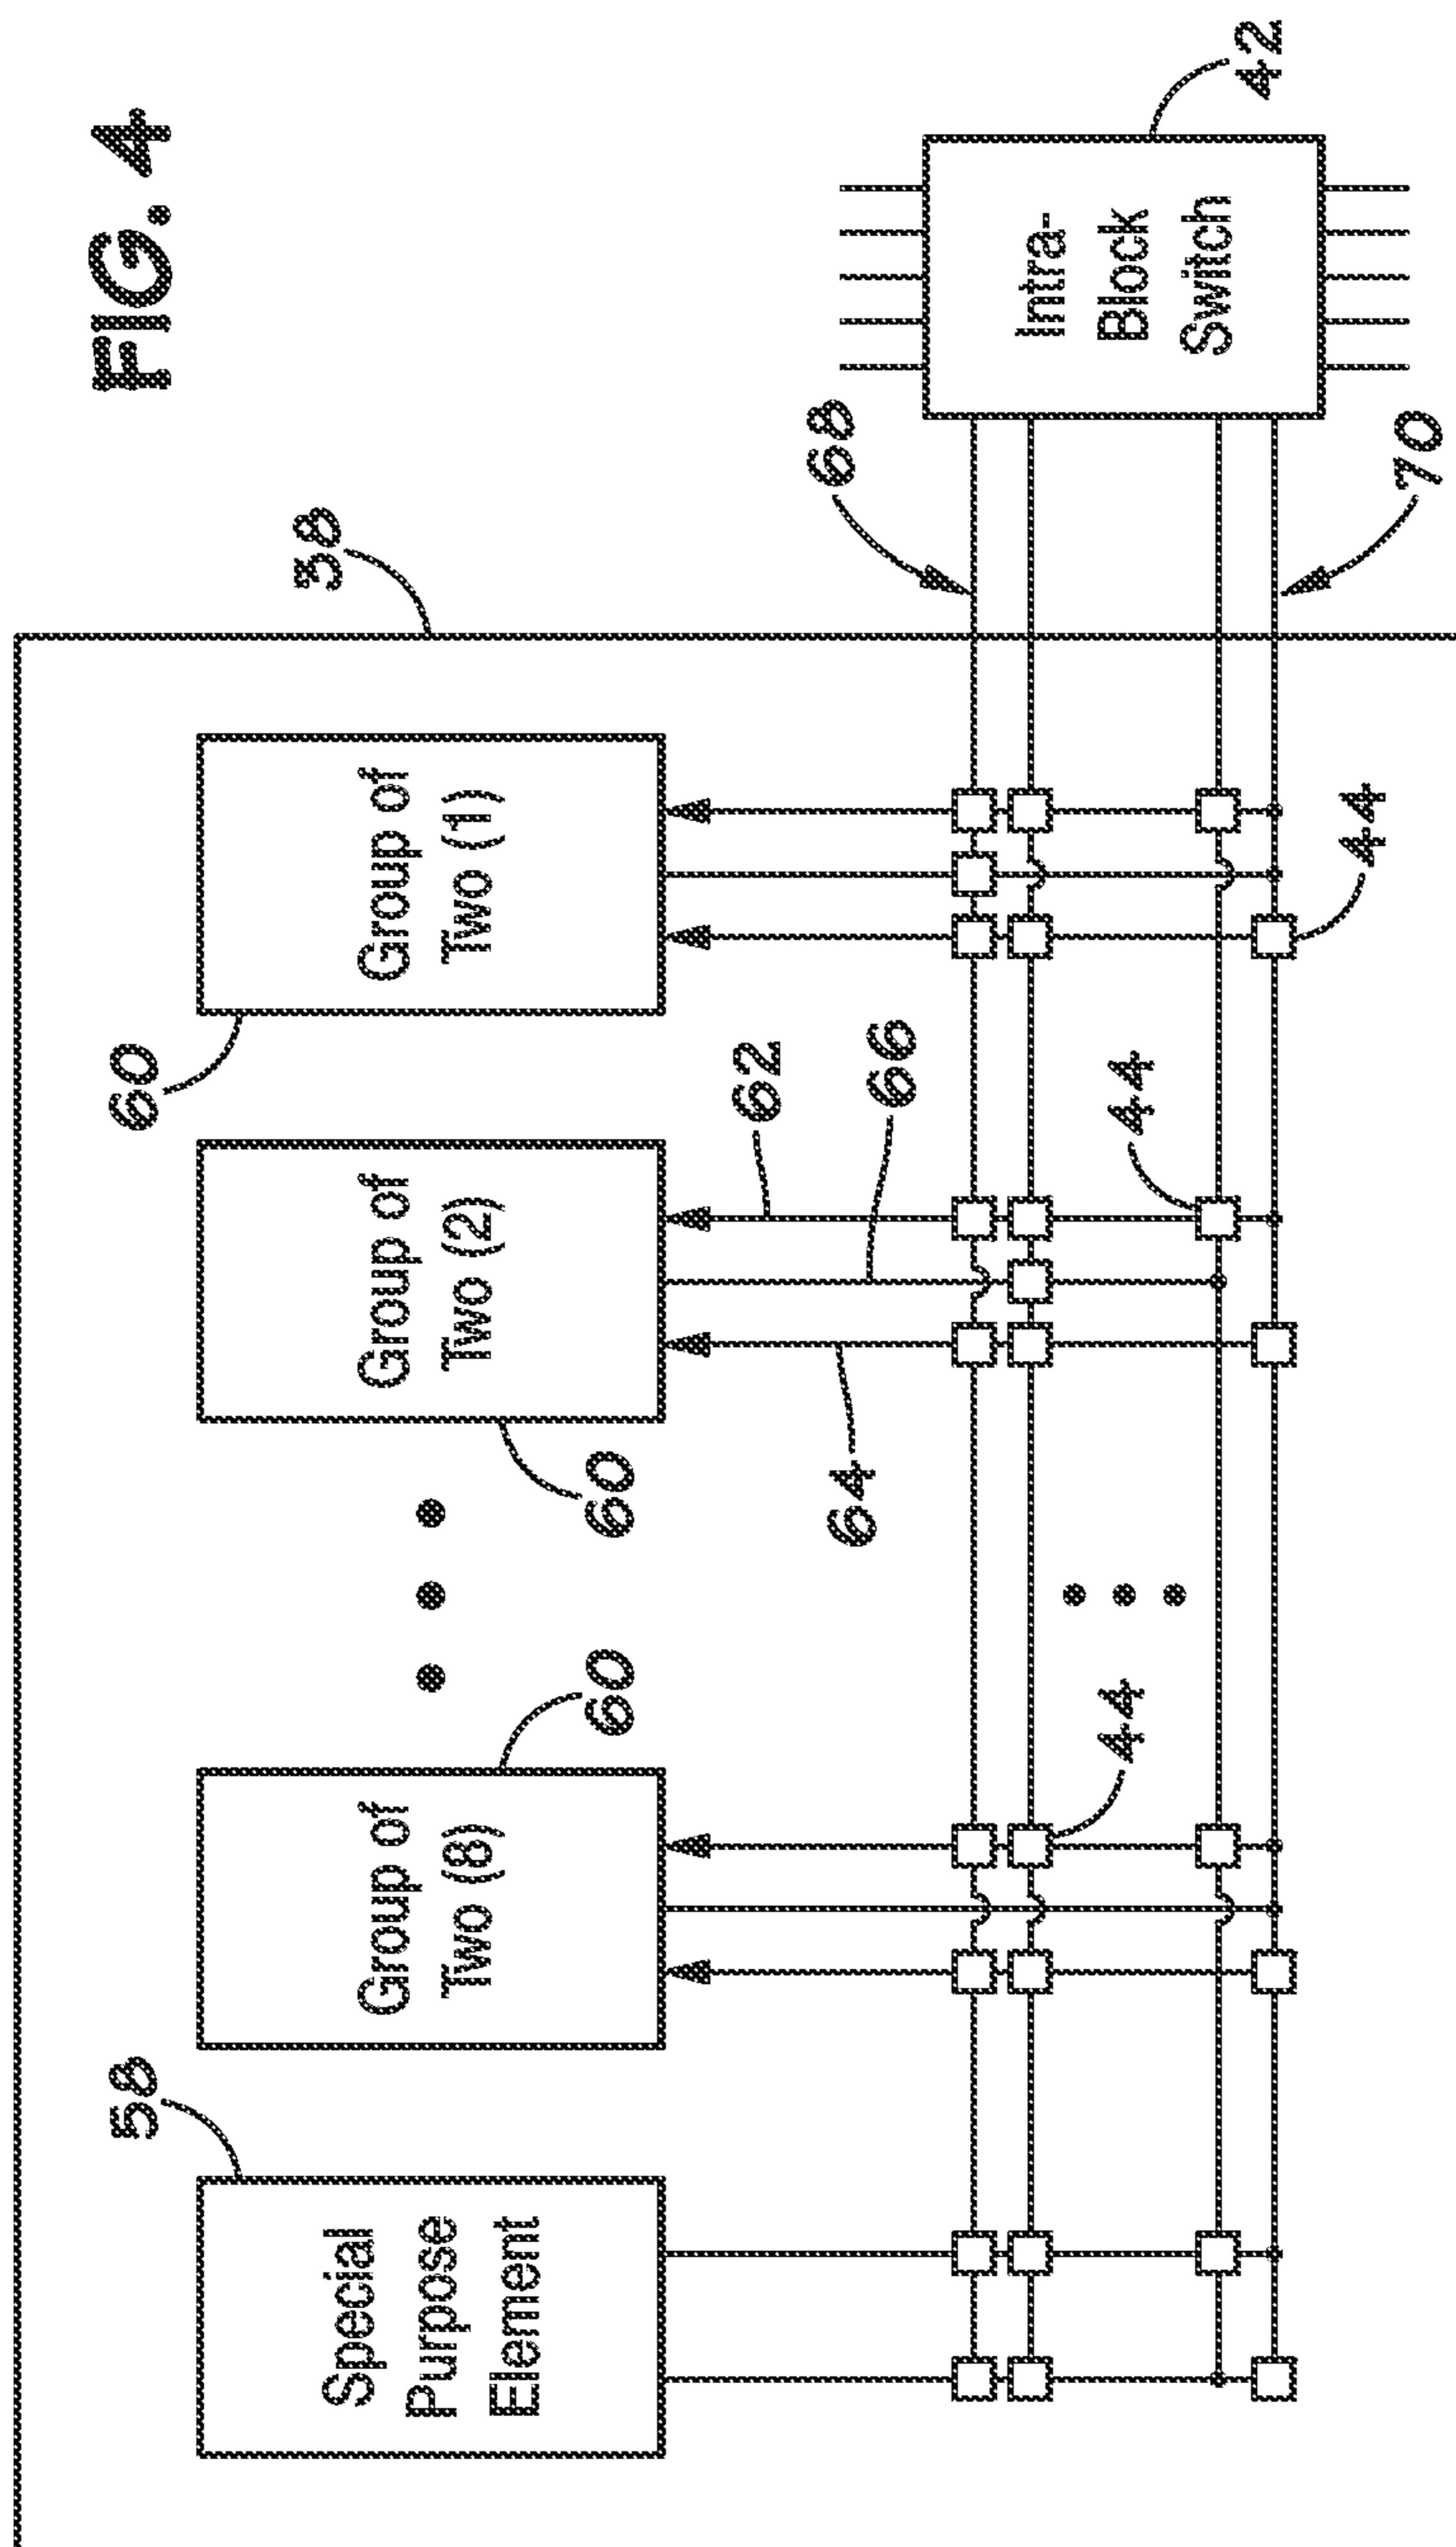 FIG. 4
38
58
60
60
60
Special
Purpose
Element
Group of
Two (8)
Group of
Two (2)
Group of
Two (1)
62
66
64
68
44
44
44
70
Intra-
Block
Switch
42